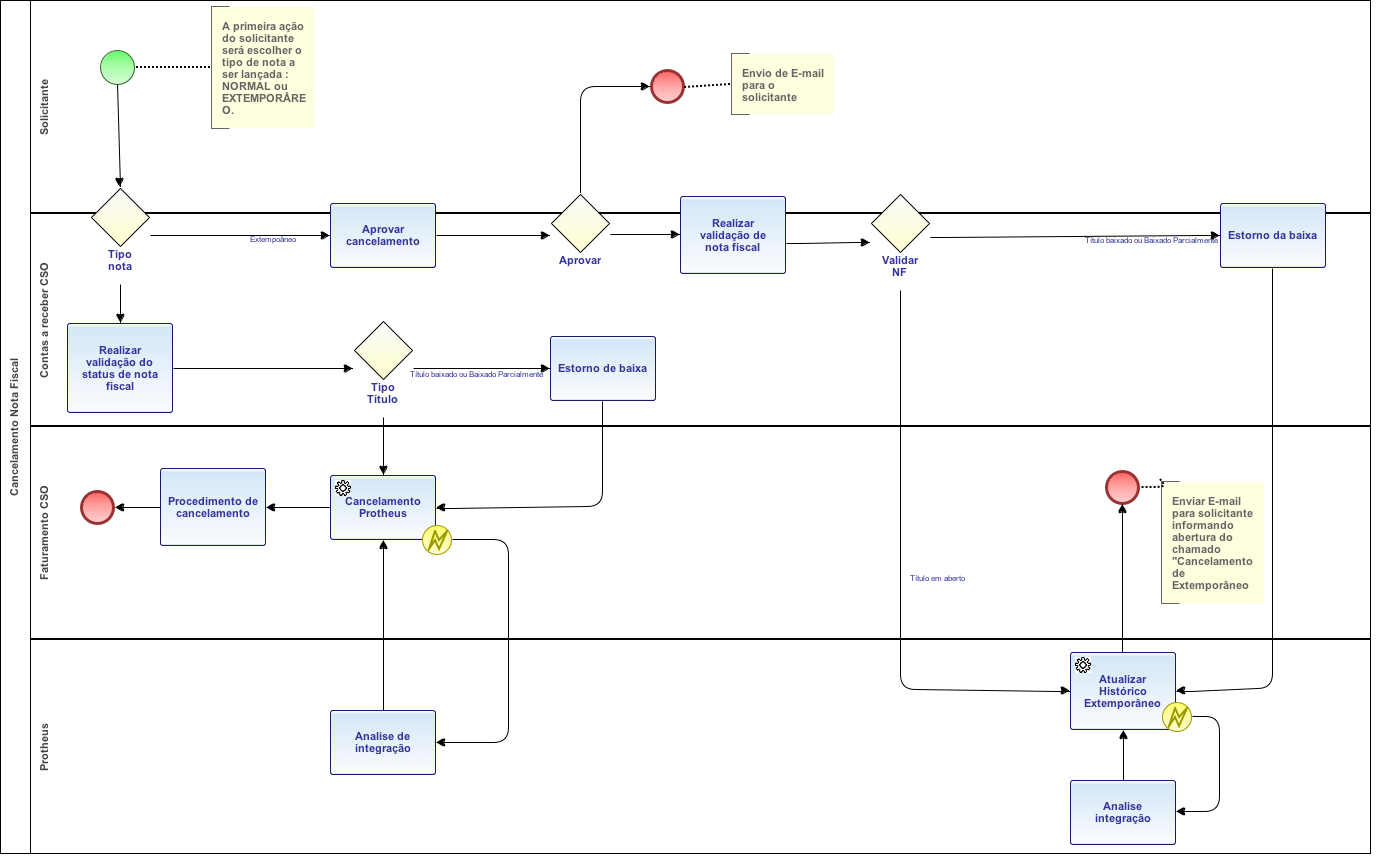 Cancelamento Nota Fiscal
Solicitante
A primeira ação
do solicitante
será escolher o
tipo de nota a
ser lançada :
NORMAL ou
EXTEMPORÂRE
O.
Envio de E-mail
para o
solicitante
Contas a receber CSO
Tipo
nota
Extempoâneo
Aprovar
cancelamento
Aprovar
Realizar
validação de
nota fiscal
Validar
NF
Título baixado ou Baixado Parcialmente
Estorno da baixa
Realizar
validação do
status de nota
fiscal
Tipo
Título
Título baixado ou Baixado Parcialmente
Estorno de baixa
Faturamento CSO
Procedimento de
cancelamento
Cancelamento
Protheus
Título em aberto
Enviar E-mail
para solicitante
informando
abertura do
chamado
"Cancelamento
de
Extemporâneo
Protheus
Analise de
integração
Atualizar
Histórico
Extemporâneo
Analise
integração